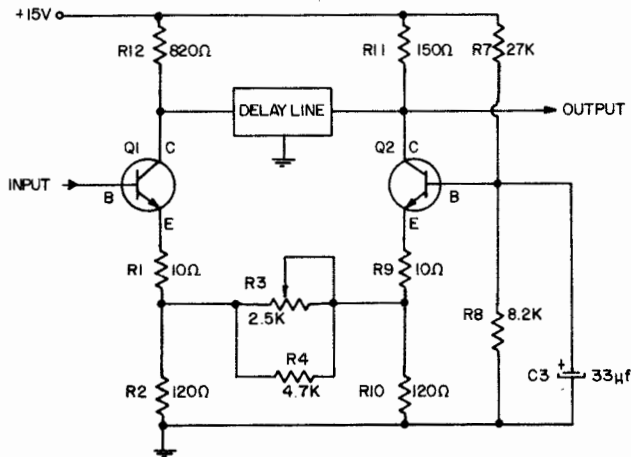 +15V
R12 820Ω
R11 150Ω
R7 27K
DELAY LINE
OUTPUT
Q1 C
Q2 C
INPUT
B
B
E
E
R1 10Ω
R9 10Ω
R3
2.5K
R8 8.2K
R4
4.7K
R2 120Ω
R10 120Ω
C3 + 33µf